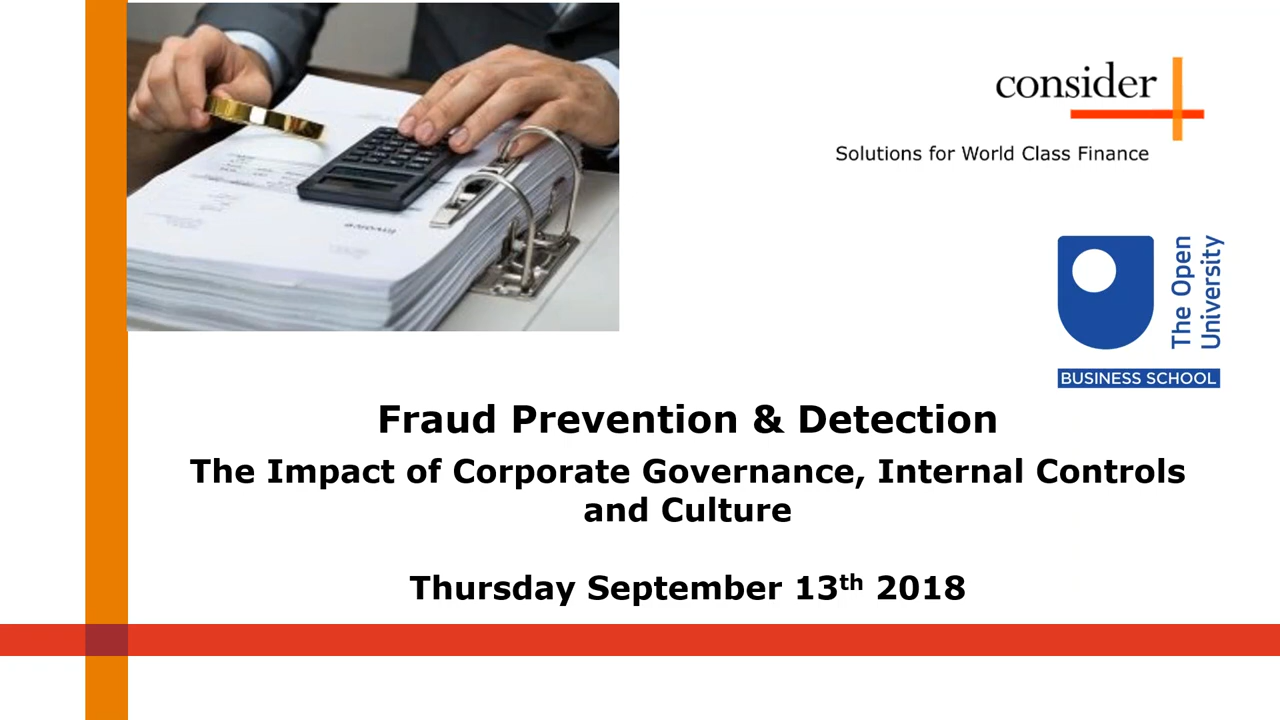 consider
Solutions for World Class Finance
The Open
University
BUSINESS SCHOOL
Invoice
Fraud Prevention & Detection
The Impact of Corporate Governance, Internal Controls
and Culture
Thursday September 13th 2018